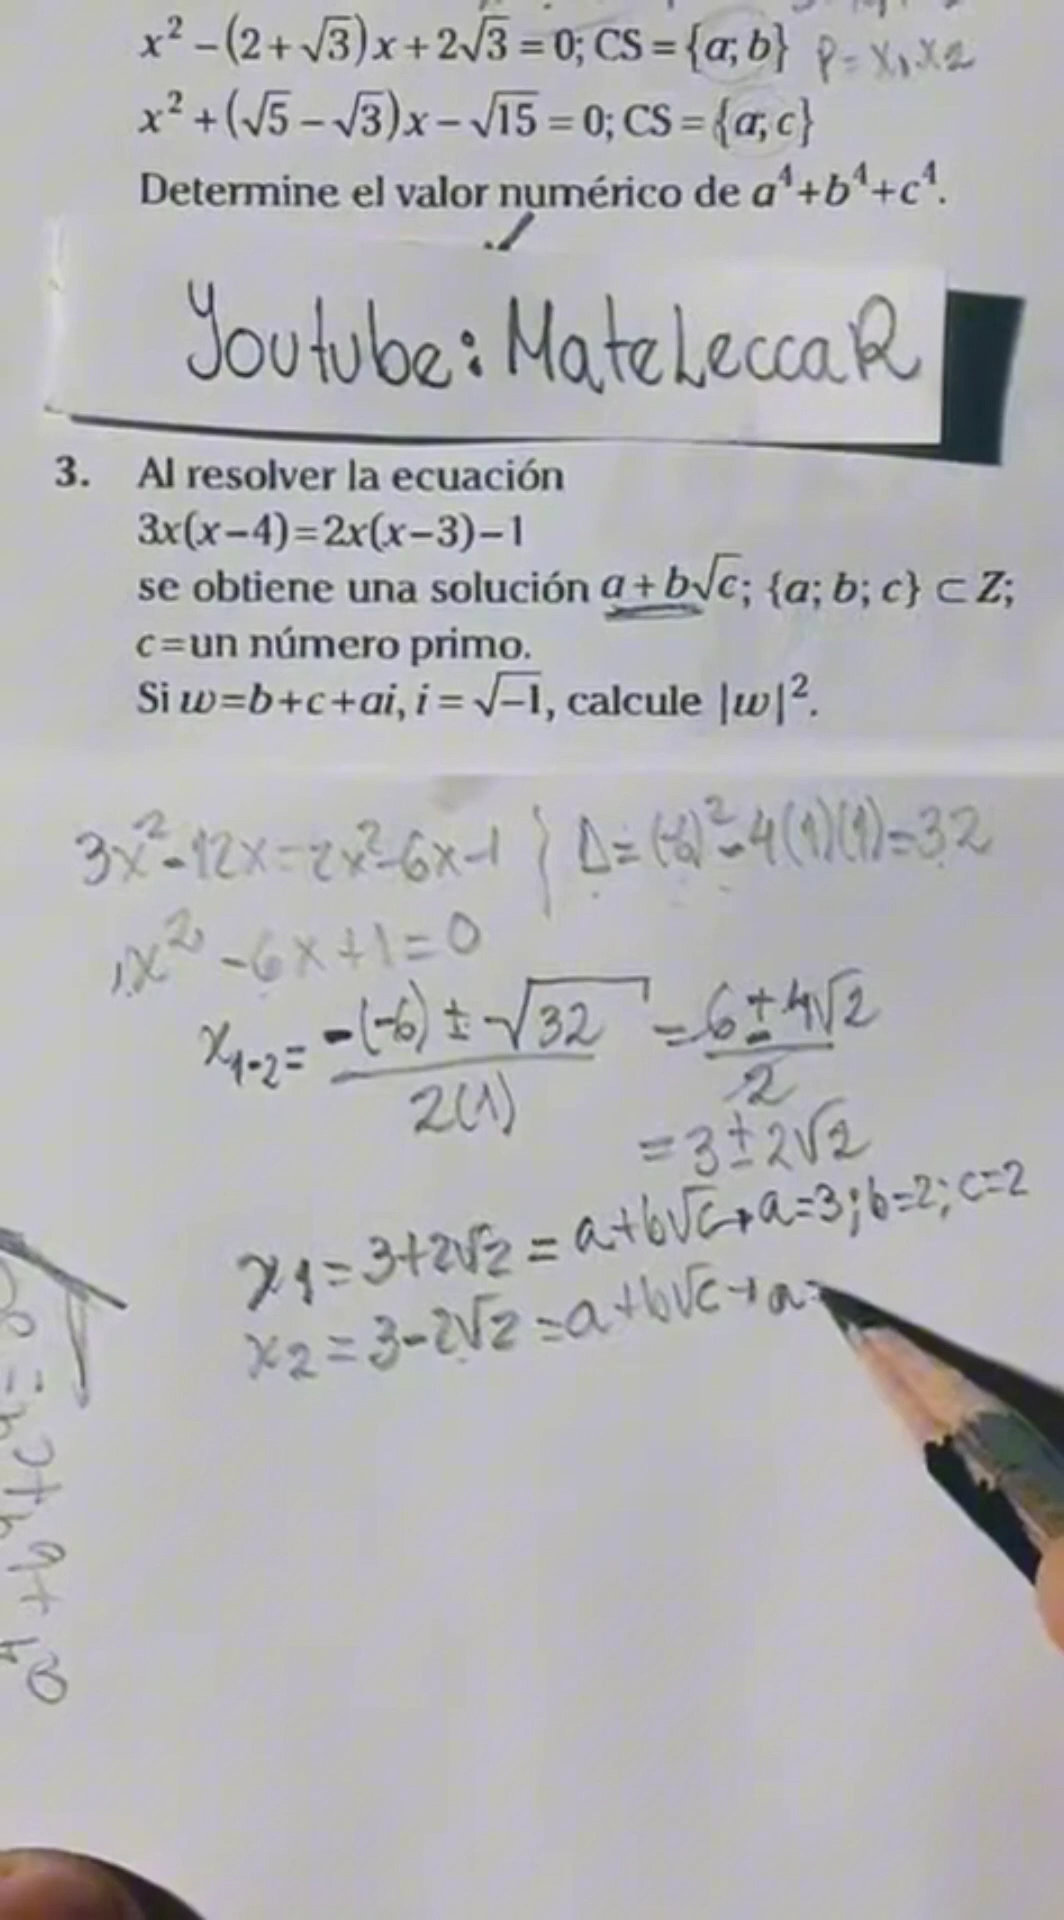 x² − (2 + √3)x + 2√3 = 0; CS = {a; b} P = x₁ x₂
x² + (√5 − √3)x − √15 = 0; CS = {a; c}
Determine el valor numérico de a⁴+b⁴+c⁴.
Youtube: MateLeccaR
3. Al resolver la ecuación
3x(x−4)=2x(x−3)−1
se obtiene una solución a + b√c; {a; b; c} ⊂ Z;
c=un número primo.
Si w=b+c+ai, i = √−1, calcule |w|².
3x²-12x=2x²-6x-1 } Δ=(-6)²-4(1)(1)=32
x²-6x+1=0
x₁-₂= -(-6) ± √32 / 2(1) = 6 ± 4√2 / 2
= 3 ± 2√2
x1=3+2√2 = a+b√c → a=3; b=2; c=2
x2=3-2√2=a+b√c → a=